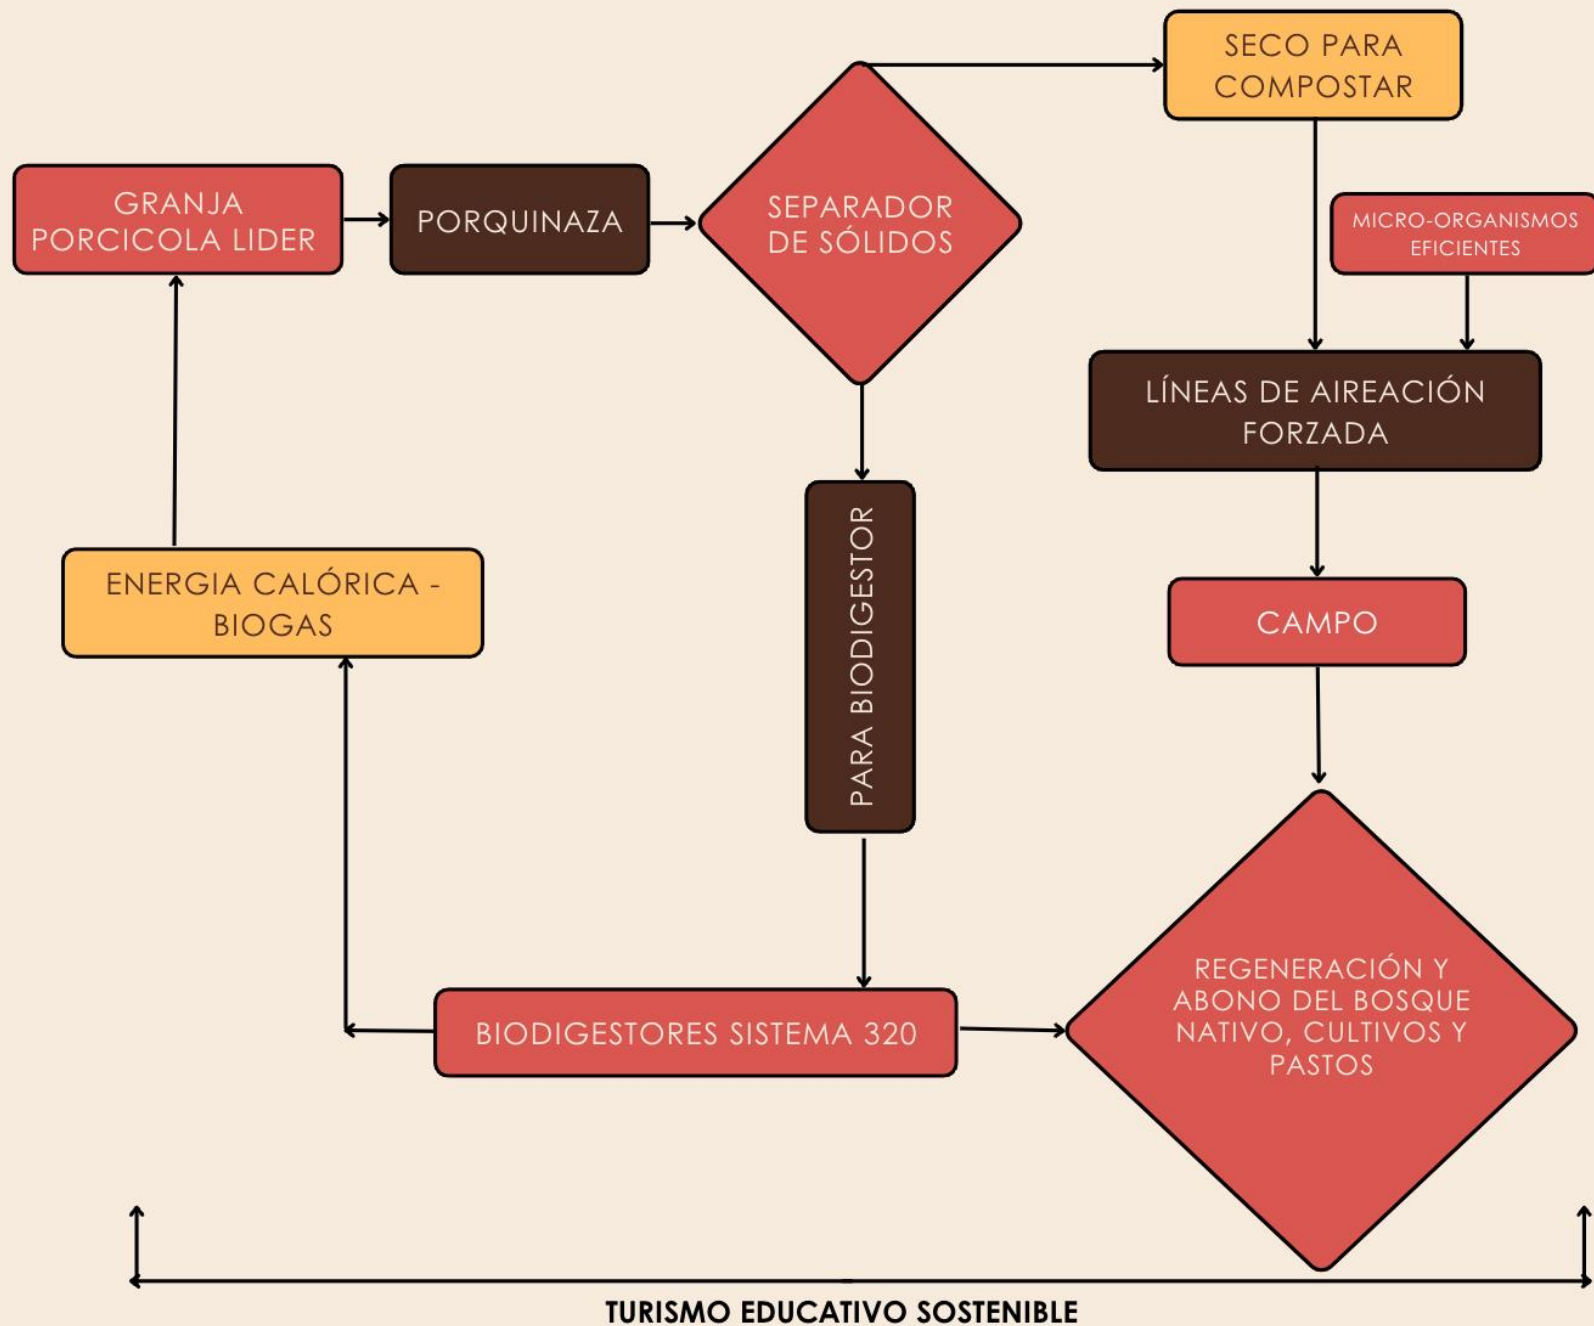 SECO PARA
COMPOSTAR
GRANJA
PORCICOLA LIDER
PORQUINAZA
SEPARADOR
DE SÓLIDOS
MICRO-ORGANISMOS
EFICIENTES
LÍNEAS DE AIREACIÓN
FORZADA
PARA BIODIGESTOR
ENERGIA CALÓRICA -
BIOGAS
CAMPO
BIODIGESTORES SISTEMA 320
REGENERACIÓN Y
ABONO DEL BOSQUE
NATIVO, CULTIVOS Y
PASTOS
TURISMO EDUCATIVO SOSTENIBLE